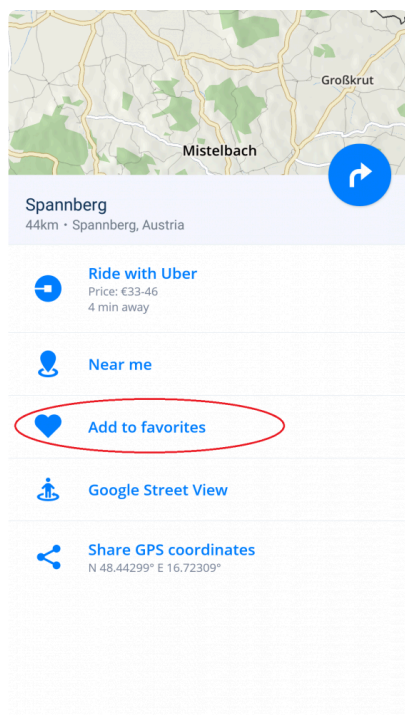 Großkrut
Mistelbach
Spannberg
44km • Spannberg, Austria
Ride with Uber
Price: €33-46
4 min away
Near me
Add to favorites
Google Street View
Share GPS coordinates
N 48.44299° E 16.72309°